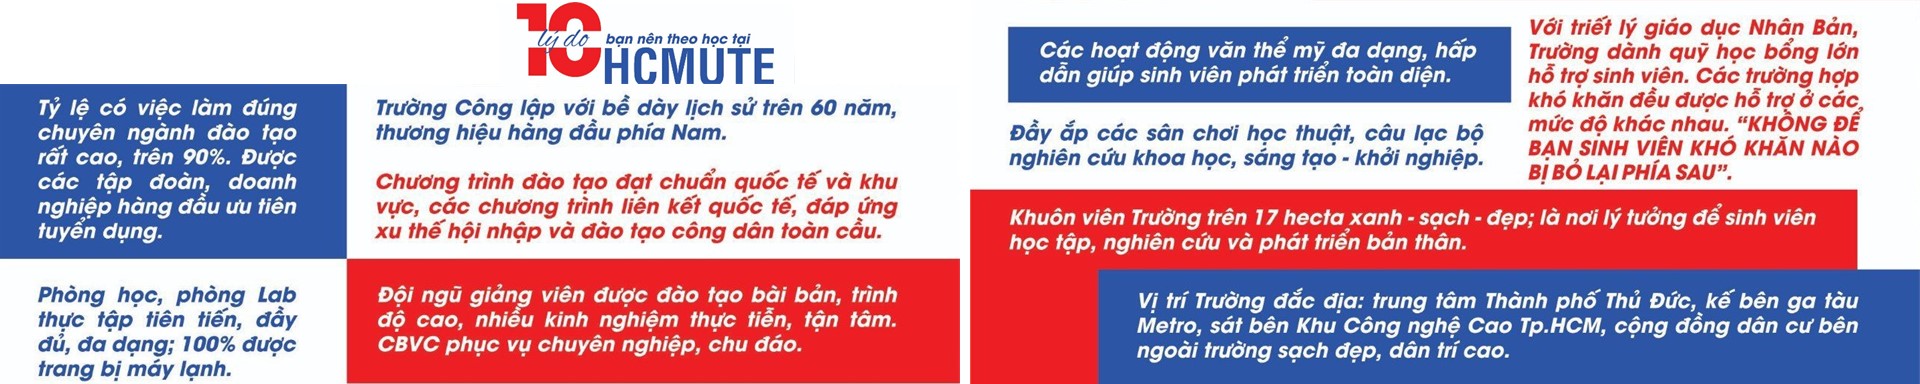 10
lý do
bạn nên theo học tại
HCMUTE
Tỷ lệ có việc làm đúng
chuyên ngành đào tạo
rất cao, trên 90%. Được
các tập đoàn, doanh
nghiệp hàng đầu ưu tiên
tuyển dụng.
Trường Công lập với bề dày lịch sử trên 60 năm,
thương hiệu hàng đầu phía Nam.
Chương trình đào tạo đạt chuẩn quốc tế và khu
vực, các chương trình liên kết quốc tế, đáp ứng
xu thế hội nhập và đào tạo công dân toàn cầu.
Phòng học, phòng Lab
thực tập tiên tiến, đầy
đủ, đa dạng; 100% được
trang bị máy lạnh.
Đội ngũ giảng viên được đào tạo bài bản, trình
độ cao, nhiều kinh nghiệm thực tiễn, tận tâm.
CBVC phục vụ chuyên nghiệp, chu đáo.
Các hoạt động văn thể mỹ đa dạng, hấp
dẫn giúp sinh viên phát triển toàn diện.
Đầy ắp các sân chơi học thuật, câu lạc bộ
nghiên cứu khoa học, sáng tạo - khởi nghiệp.
Với triết lý giáo dục Nhân Bản,
Trường dành quỹ học bổng lớn
hỗ trợ sinh viên. Các trường hợp
khó khăn đều được hỗ trợ ở các
mức độ khác nhau. “KHÔNG ĐỂ
BẠN SINH VIÊN KHÓ KHĂN NÀO
BỊ BỎ LẠI PHÍA SAU”.
Khuôn viên Trường trên 17 hecta xanh - sạch - đẹp; là nơi lý tưởng để sinh viên
học tập, nghiên cứu và phát triển bản thân.
Vị trí Trường đắc địa: trung tâm Thành phố Thủ Đức, kế bên ga tàu
Metro, sát bên Khu Công nghệ Cao Tp.HCM, cộng đồng dân cư bên
ngoài trường sạch đẹp, dân trí cao.